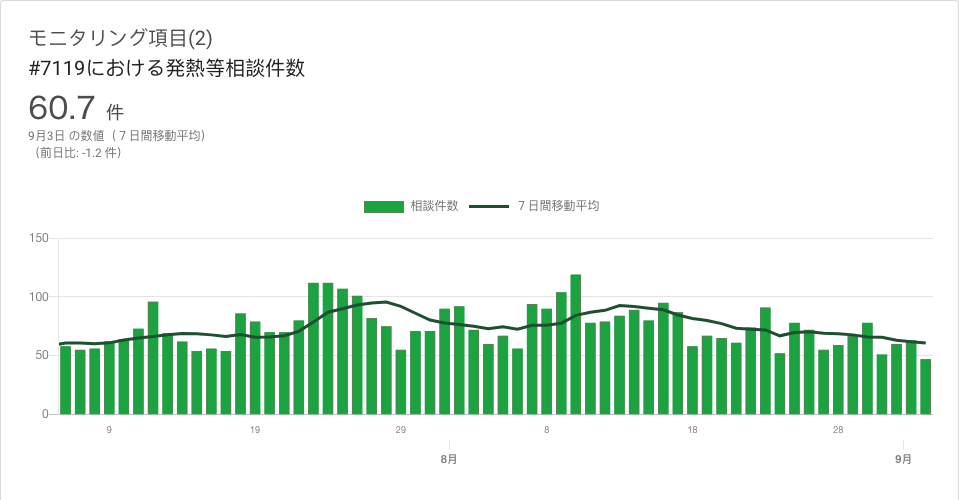 モニタリング項目(2)
#7119における発熱等相談件数
60.7 件
9月3日 の数値（７日間移動平均）
（前日比: -1.2 件）
相談件数 ７日間移動平均
150
100
50
0
9 19 29 8 18 28
8月 9月